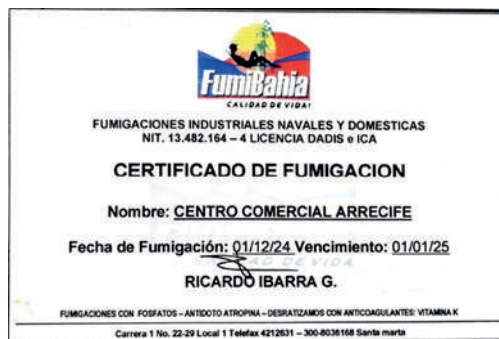 FumiBahia
CALIDAD DE VIDA!
FUMIGACIONES INDUSTRIALES NAVALES Y DOMESTICAS
NIT. 13.482.164 – 4 LICENCIA DADIS e ICA
CERTIFICADO DE FUMIGACION
Nombre: CENTRO COMERCIAL ARRECIFE
Fecha de Fumigación: 01/12/24 Vencimiento: 01/01/25
RICARDO IBARRA G.
FUMIGACIONES CON FOSFATOS – ANTIDOTO ATROPINA – DESRATIZAMOS CON ANTICOAGULANTES: VITAMINA K
Carrera 1 No. 22-29 Local 1 Telefax 4212631 – 300-8036168 Santa marta